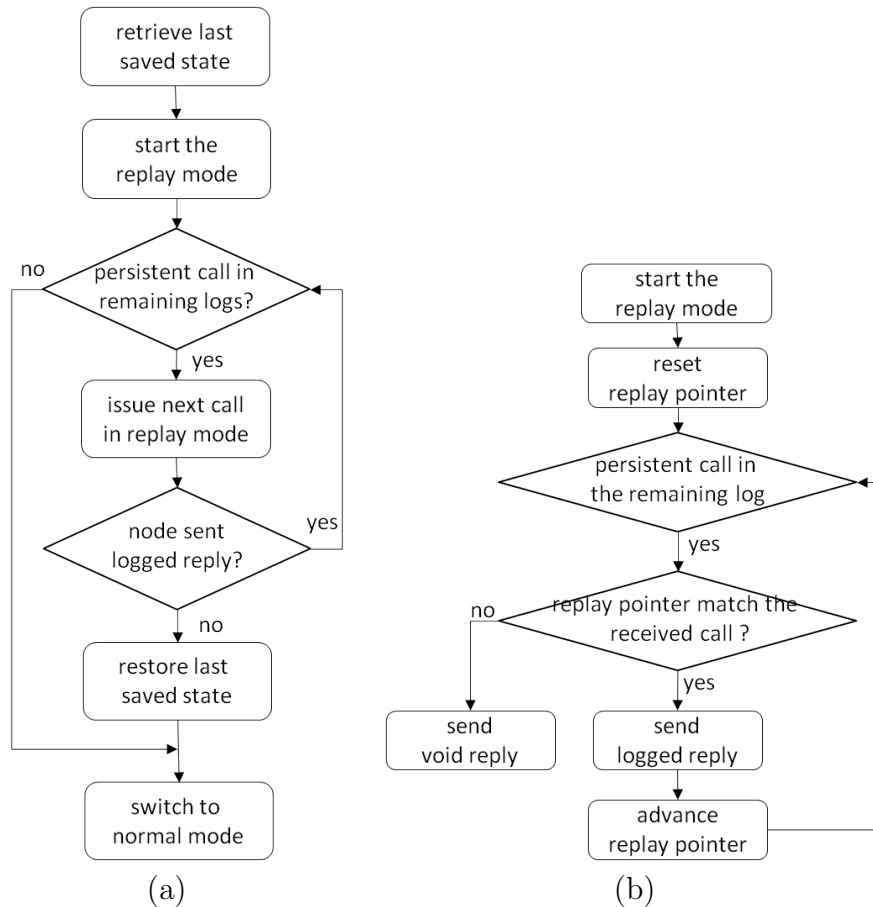 retrieve last
saved state
start the
replay mode
no
persistent call in
remaining logs?
yes
issue next call
in replay mode
node sent
logged reply?
yes
no
restore last
saved state
switch to
normal mode
(a)
start the
replay mode
reset
replay pointer
persistent call in
the remaining log
yes
no
replay pointer match the
received call ?
yes
send
void reply
send
logged reply
advance
replay pointer
(b)